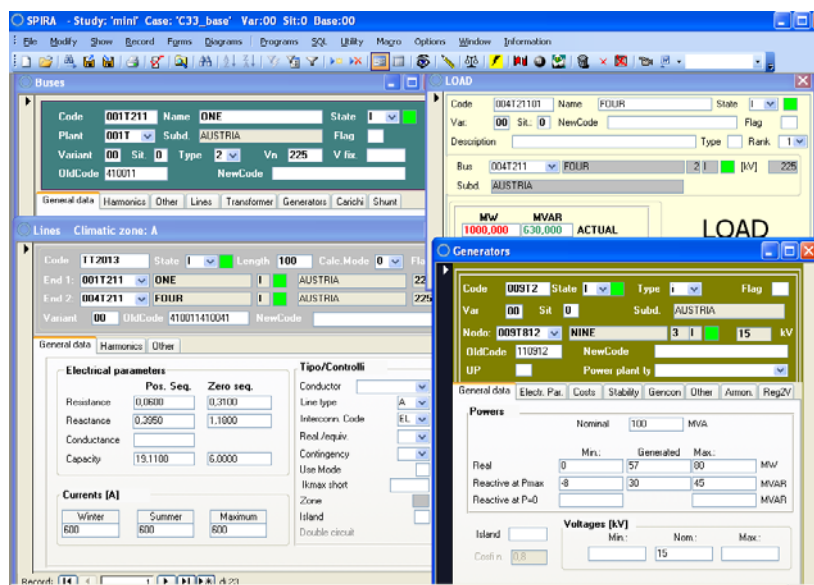 SPIRA - Study: 'mini' Case: 'C33_base' Var:00 Sit:0 Base:00
File Modify Show Record Forms Diagrams Programs SQL Utility Macro Options Window Information
Buses
Code 001T211 Name ONE State I
Plant 001T Subd. AUSTRIA Flag
Variant 00 Sit. 0 Type 2 Vn 225 V fix.
OldCode 410011 NewCode
General data Harmonics Other Lines Transformer Generators Carichi Shunt
LOAD
Code 004T21101 Name FOUR State I
Var. 00 Sit.: 0 NewCode Flag
Description Type Rank 1
Bus 004T211 FOUR 2 I [kV] 225
Subd. AUSTRIA
MW MVAR
1000,000 630,000 ACTUAL LOAD
Lines Climatic zone: A
Code TT2013 State I Length 100 Calc.Mode 0
End 1: 001T211 ONE I AUSTRIA
End 2: 004T211 FOUR I AUSTRIA 225
Variant 00 OldCode 410011410041 NewCode
General data Harmonics Other
Electrical parameters
Pos. Seq. Zero seq.
Resistance 0,0600 0,3100
Reactance 0,3950 1,1800
Conductance
Capacity 19,1100 6,0000
Currents [A]
Winter Summer Maximum
600 600 600
Tipo/Controlli
Conductor
Line type A
Interconn. Code EL
Real./equiv.
Contingency
Use Mode
Ikmax short
Zone
Island
Double circuit
Record: 1 di 23
Generators
Code 009T2 State I Type i Flag
Var 00 Sit 0 Subd. AUSTRIA
Nodo: 009T812 NINE 3 I 15 kV
OldCode 110912 NewCode
UP Power plant ty
General data Electr. Par. Costs Stability Gencon Other Armon. Reg2V
Powers
Nominal 100 MVA
Min.: Generated Max.:
Real 0 57 80 MW
Reactive at Pmax -8 30 45 MVAR
Reactive at P=0 MVAR
Island
Cosfi n 0,8
Voltages [kV]
Min.: Nom.: Max.:
15